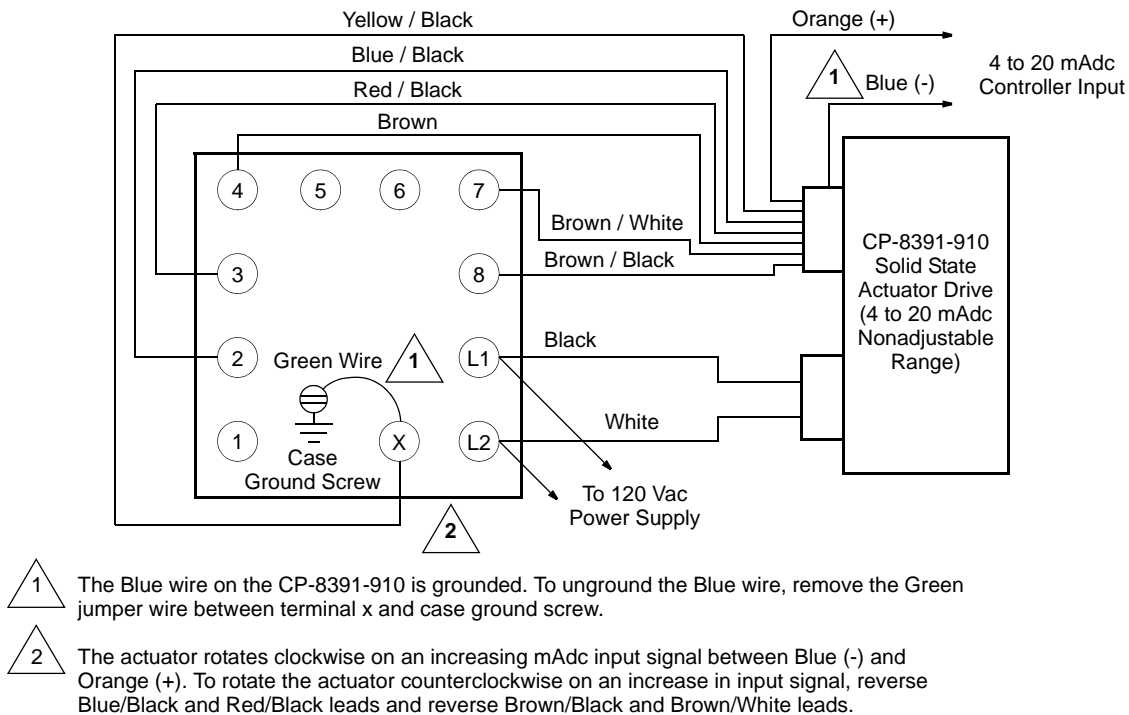 Yellow / Black
Orange (+)
Blue / Black
4 to 20 mAdc
Controller Input
1
Blue (-)
Red / Black
Brown
4
5
6
7
Brown / White
CP-8391-910
Solid State
Actuator Drive
(4 to 20 mAdc
Nonadjustable
Range)
3
8
Brown / Black
Black
2
Green Wire
1
L1
White
1
Case
Ground Screw
X
L2
To 120 Vac
Power Supply
2
1
The Blue wire on the CP-8391-910 is grounded. To unground the Blue wire, remove the Green
jumper wire between terminal x and case ground screw.
2
The actuator rotates clockwise on an increasing mAdc input signal between Blue (-) and
Orange (+). To rotate the actuator counterclockwise on an increase in input signal, reverse
Blue/Black and Red/Black leads and reverse Brown/Black and Brown/White leads.